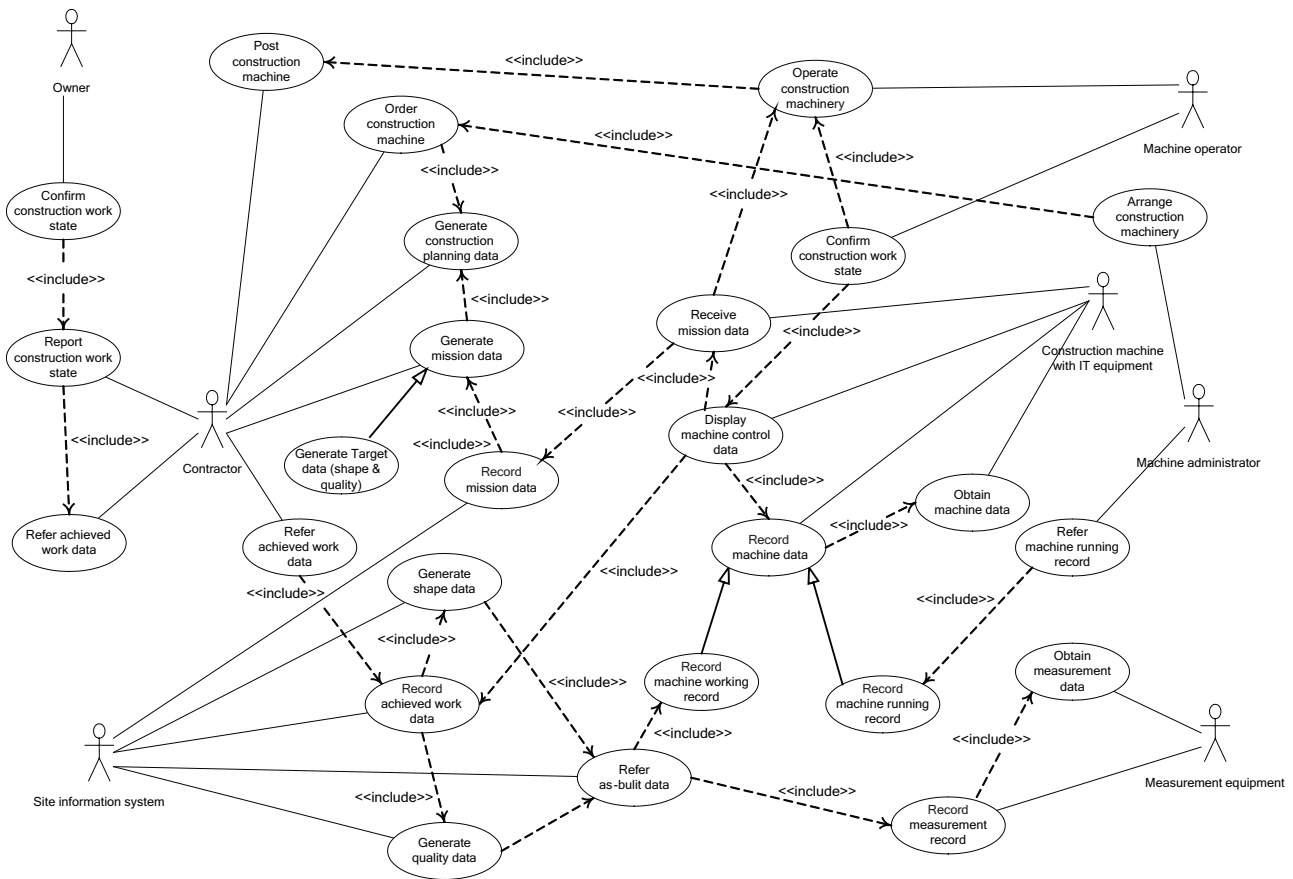 Owner
Post
construction
machine
<<include>>
Operate
construction
machinery
Machine operator
Order
construction
machine
<<include>>
<<include>>
<<include>>
<<include>>
Confirm
construction work
state
Arrange
construction
machinery
Generate
construction
planning data
Confirm
construction work
state
<<include>>
<<include>>
Receive
mission data
<<include>>
Report
construction work
state
Generate
mission data
Construction machine
with IT equipment
<<include>>
<<include>>
<<include>>
Display
machine control
data
<<include>>
<<include>>
Contractor
Generate Target
data (shape &
quality)
Record
mission data
Machine administrator
<<include>>
Obtain
machine data
Refer achieved
work data
Refer
achieved work
data
Record
machine data
<<include>>
Refer
machine running
record
<<include>>
Generate
shape data
<<include>>
<<include>>
<<include>>
Record
achieved work
data
<<include>>
Record
machine working
record
Record
machine running
record
Obtain
measurement
data
<<include>>
<<include>>
Site information system
Refer
as-bulit data
Measurement equipment
<<include>>
<<include>>
Record
measurement
record
Generate
quality data